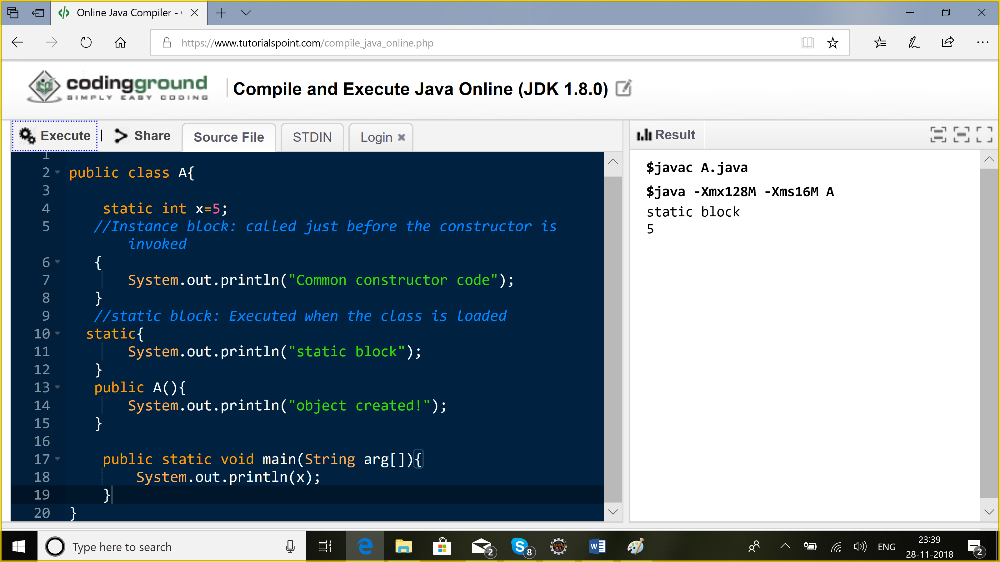 Online Java Compiler -
https://www.tutorialspoint.com/compile_java_online.php
codingground
SIMPLY EASY CODING
Compile and Execute Java Online (JDK 1.8.0)
Execute | Share Source File STDIN Login
Result
1
2 public class A{
3
4 static int x=5;
5 //Instance block: called just before the constructor is
invoked
6 {
7 System.out.println("Common constructor code");
8 }
9 //static block: Executed when the class is loaded
10 static{
11 System.out.println("static block");
12 }
13 public A(){
14 System.out.println("object created!");
15 }
16
17 public static void main(String arg[]){
18 System.out.println(x);
19 }
20 }
$javac A.java
$java -Xmx128M -Xms16M A
static block
5
Type here to search
2
8
Java EE
IDE
W
ENG
23:39
28-11-2018
2